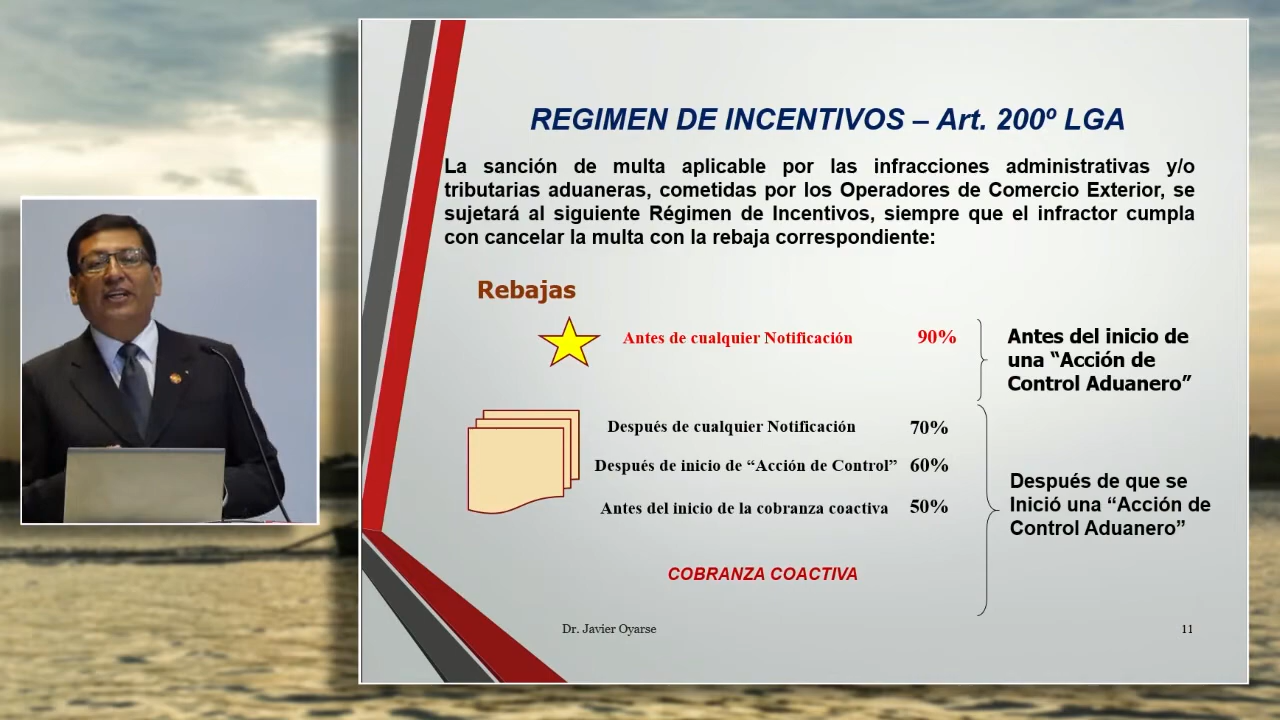 REGIMEN DE INCENTIVOS – Art. 200º LGA
La sanción de multa aplicable por las infracciones administrativas y/o
tributarias aduaneras, cometidas por los Operadores de Comercio Exterior, se
sujetará al siguiente Régimen de Incentivos, siempre que el infractor cumpla
con cancelar la multa con la rebaja correspondiente:
Rebajas
Antes de cualquier Notificación 90%
Antes del inicio de
una “Acción de
Control Aduanero”
Después de cualquier Notificación 70%
Después de inicio de “Acción de Control” 60%
Antes del inicio de la cobranza coactiva 50%
Después de que se
Inició una “Acción de
Control Aduanero”
COBRANZA COACTIVA
Dr. Javier Oyarse 11